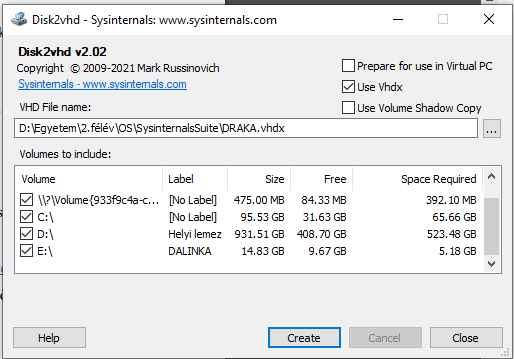 Disk2vhd - Sysinternals: www.sysinternals.com
Disk2vhd v2.02
Copyright © 2009-2021 Mark Russinovich
Sysinternals - www.sysinternals.com
Prepare for use in Virtual PC
Use Vhdx
Use Volume Shadow Copy
VHD File name:
D:\Egyetem\2.félév\OS\SysinternalsSuite\DRAKA.vhdx
...
Volumes to include:
Volume Label Size Free Space Required
\\?\Volume{933f9c4a-c... [No Label] 475.00 MB 84.33 MB 392.10 MB
C:\ [No Label] 95.53 GB 31.63 GB 65.66 GB
D:\ Helyi lemez 931.51 GB 408.70 GB 523.48 GB
E:\ DALINKA 14.83 GB 9.67 GB 5.18 GB
Help Create Cancel Close